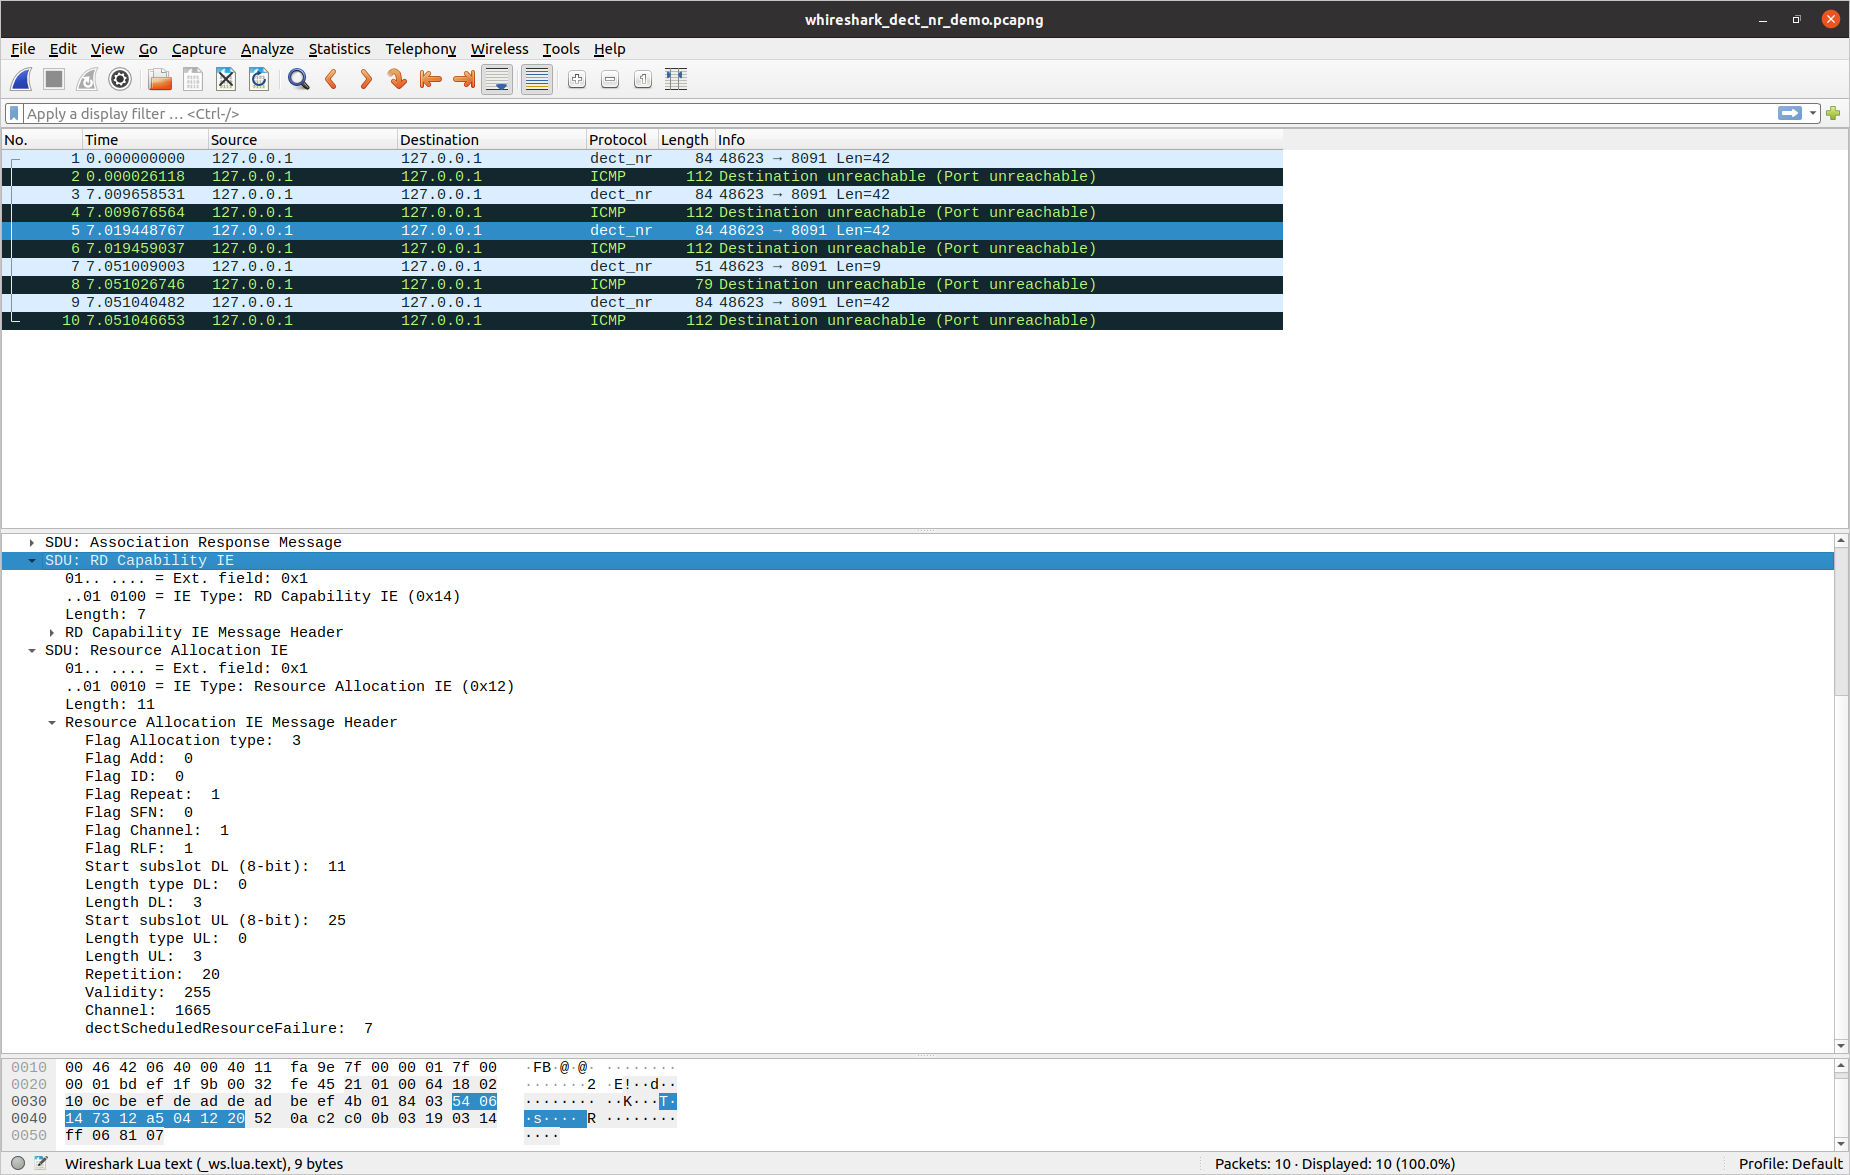 whireshark_dect_nr_demo.pcapng
File Edit View Go Capture Analyze Statistics Telephony Wireless Tools Help
Apply a display filter … <Ctrl-/>
No. Time Source Destination Protocol Length Info
1 0.000000000 127.0.0.1 127.0.0.1 dect_nr 84 48623 → 8091 Len=42
2 0.000026118 127.0.0.1 127.0.0.1 ICMP 112 Destination unreachable (Port unreachable)
3 7.009658531 127.0.0.1 127.0.0.1 dect_nr 84 48623 → 8091 Len=42
4 7.009676564 127.0.0.1 127.0.0.1 ICMP 112 Destination unreachable (Port unreachable)
5 7.019448767 127.0.0.1 127.0.0.1 dect_nr 84 48623 → 8091 Len=42
6 7.019459037 127.0.0.1 127.0.0.1 ICMP 112 Destination unreachable (Port unreachable)
7 7.051009003 127.0.0.1 127.0.0.1 dect_nr 51 48623 → 8091 Len=9
8 7.051026746 127.0.0.1 127.0.0.1 ICMP 79 Destination unreachable (Port unreachable)
9 7.051040482 127.0.0.1 127.0.0.1 dect_nr 84 48623 → 8091 Len=42
10 7.051046653 127.0.0.1 127.0.0.1 ICMP 112 Destination unreachable (Port unreachable)
SDU: Association Response Message
SDU: RD Capability IE
01.. .... = Ext. field: 0x1
..01 0100 = IE Type: RD Capability IE (0x14)
Length: 7
RD Capability IE Message Header
SDU: Resource Allocation IE
01.. .... = Ext. field: 0x1
..01 0010 = IE Type: Resource Allocation IE (0x12)
Length: 11
Resource Allocation IE Message Header
Flag Allocation type:  3
Flag Add:  0
Flag ID:  0
Flag Repeat:  1
Flag SFN:  0
Flag Channel:  1
Flag RLF:  1
Start subslot DL (8-bit):  11
Length type DL:  0
Length DL:  3
Start subslot UL (8-bit):  25
Length type UL:  0
Length UL:  3
Repetition:  20
Validity:  255
Channel:  1665
dectScheduledResourceFailure:  7
0010 00 46 42 06 40 00 40 11 fa 9e 7f 00 00 01 7f 00 ·FB·@·@· ········
0020 00 01 bd ef 1f 9b 00 32 fe 45 21 01 00 64 18 02 ·······2 ·E!··d··
0030 10 0c be ef de ad de ad be ef 4b 01 84 03 54 06 ········ ··K···T·
0040 14 73 12 a5 04 12 20 52 0a c2 c0 0b 03 19 03 14 ·s···· R ········
0050 ff 06 81 07 ····
Wireshark Lua text (_ws.lua.text), 9 bytes Packets: 10 · Displayed: 10 (100.0%) Profile: Default